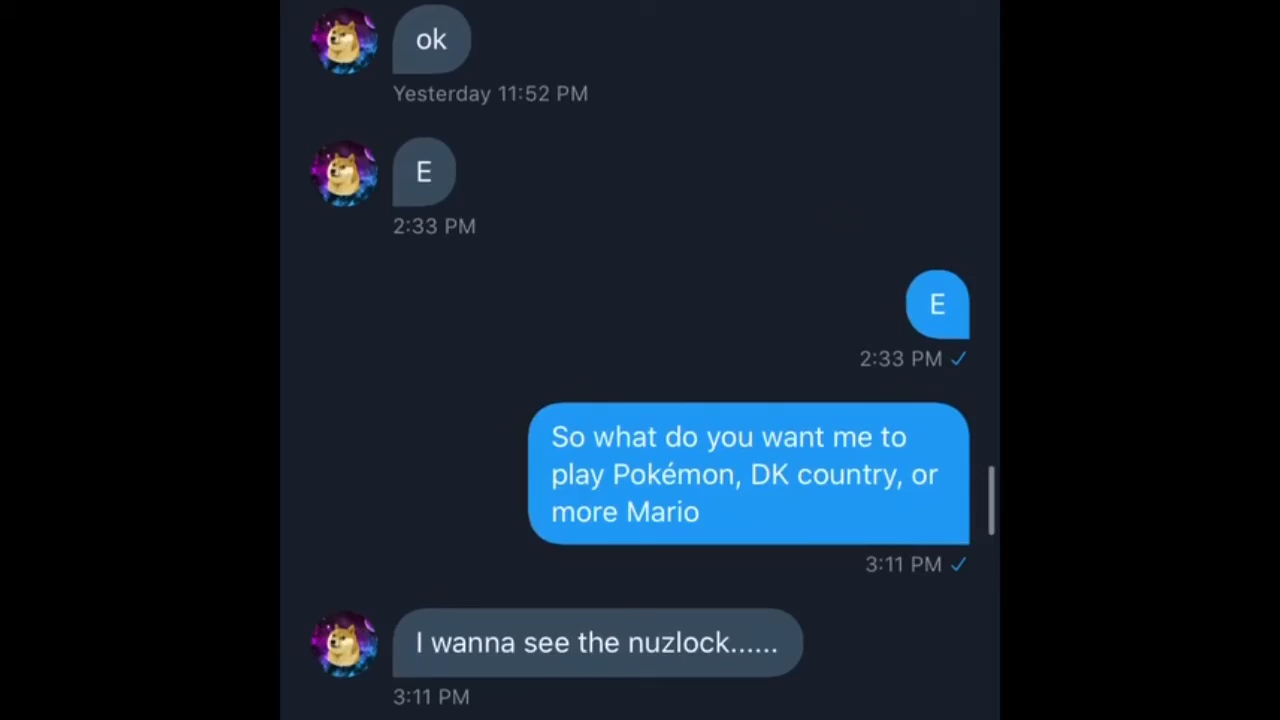 ok
Yesterday 11:52 PM
E
2:33 PM
E
2:33 PM ✓
So what do you want me to
play Pokémon, DK country, or
more Mario
3:11 PM ✓
I wanna see the nuzlock......
3:11 PM